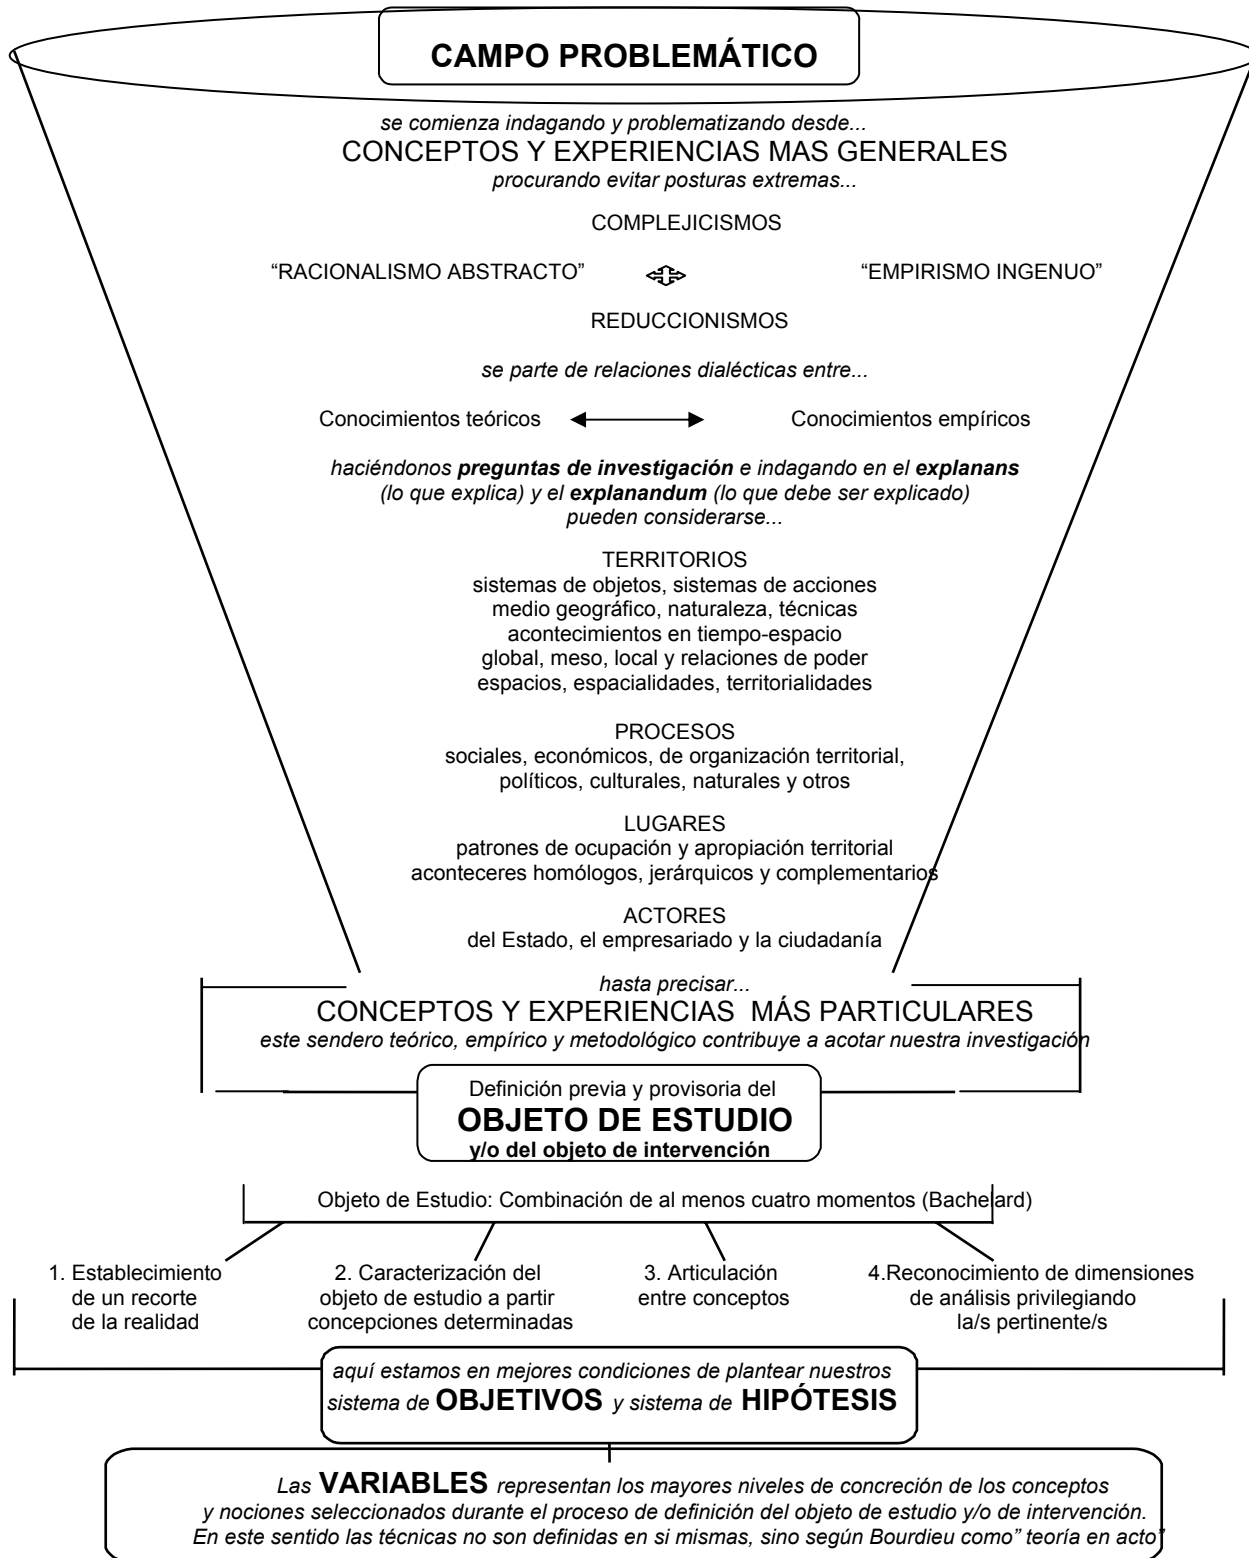 CAMPO PROBLEMÁTICO
se comienza indagando y problematizando desde...
CONCEPTOS Y EXPERIENCIAS MAS GENERALES
procurando evitar posturas extremas...
COMPLEJICISMOS
“RACIONALISMO ABSTRACTO” “EMPIRISMO INGENUO”
REDUCCIONISMOS
se parte de relaciones dialécticas entre...
Conocimientos teóricos Conocimientos empíricos
haciéndonos preguntas de investigación e indagando en el explanans
(lo que explica) y el explanandum (lo que debe ser explicado)
pueden considerarse...
TERRITORIOS
sistemas de objetos, sistemas de acciones
medio geográfico, naturaleza, técnicas
acontecimientos en tiempo-espacio
global, meso, local y relaciones de poder
espacios, espacialidades, territorialidades
PROCESOS
sociales, económicos, de organización territorial,
políticos, culturales, naturales y otros
LUGARES
patrones de ocupación y apropiación territorial
aconteceres homólogos, jerárquicos y complementarios
ACTORES
del Estado, el empresariado y la ciudadanía
hasta precisar...
CONCEPTOS Y EXPERIENCIAS MÁS PARTICULARES
este sendero teórico, empírico y metodológico contribuye a acotar nuestra investigación
Definición previa y provisoria del
OBJETO DE ESTUDIO
y/o del objeto de intervención
Objeto de Estudio: Combinación de al menos cuatro momentos (Bachelard)
1. Establecimiento
de un recorte
de la realidad
2. Caracterización del
objeto de estudio a partir
concepciones determinadas
3. Articulación
entre conceptos
4.Reconocimiento de dimensiones
de análisis privilegiando
la/s pertinente/s
aquí estamos en mejores condiciones de plantear nuestros
sistema de OBJETIVOS y sistema de HIPÓTESIS
Las VARIABLES representan los mayores niveles de concreción de los conceptos
y nociones seleccionados durante el proceso de definición del objeto de estudio y/o de intervención.
En este sentido las técnicas no son definidas en si mismas, sino según Bourdieu como” teoría en acto”